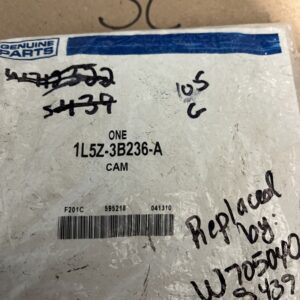 GENUINE
PARTS
S439
105
G
ONE
1L5Z-3B236-A
CAM
F201C 595218 041310
Replaced
by:
W705040
S439